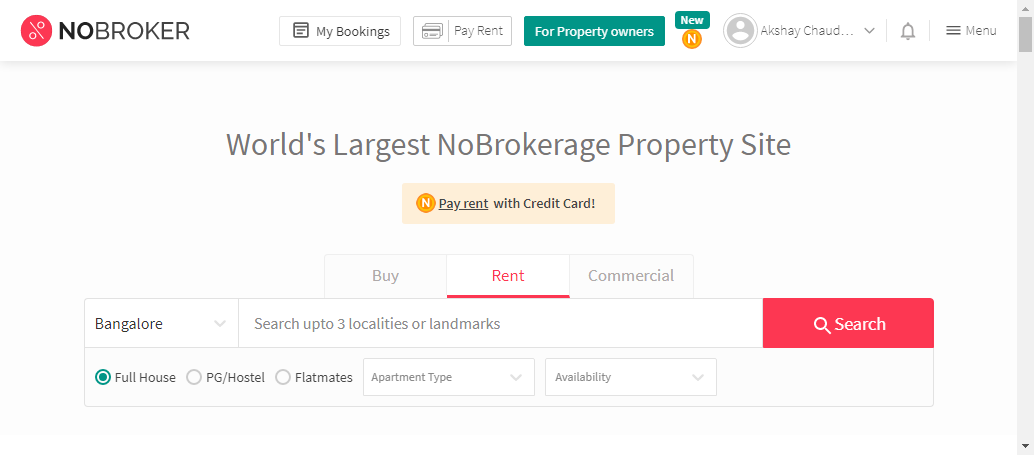 NOBROKER
My Bookings
Pay Rent
For Property owners
New
N
Akshay Chaud...
Menu
World's Largest NoBrokerage Property Site
N Pay rent with Credit Card!
Buy
Rent
Commercial
Bangalore
Search upto 3 localities or landmarks
Search
Full House
PG/Hostel
Flatmates
Apartment Type
Availability